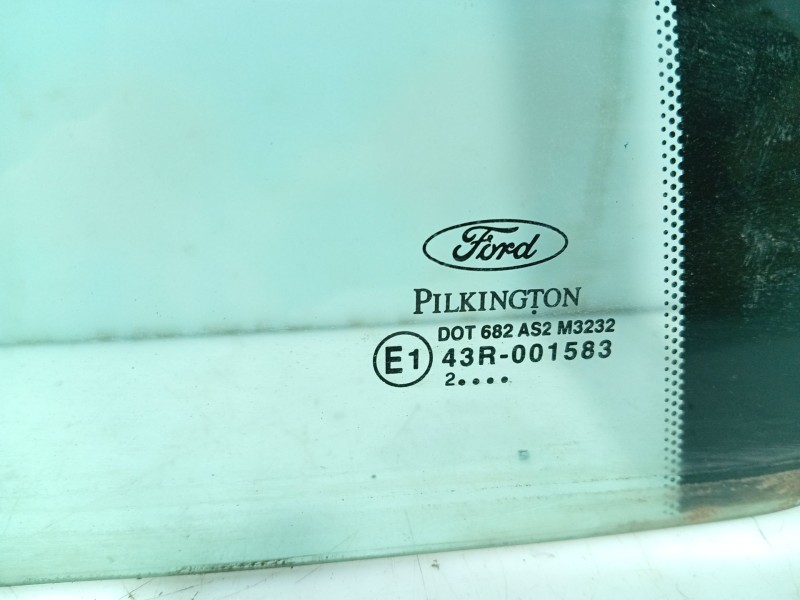 Ford
PILKINGTON
DOT 682 AS2 M3232
E1 43R-001583
2••••